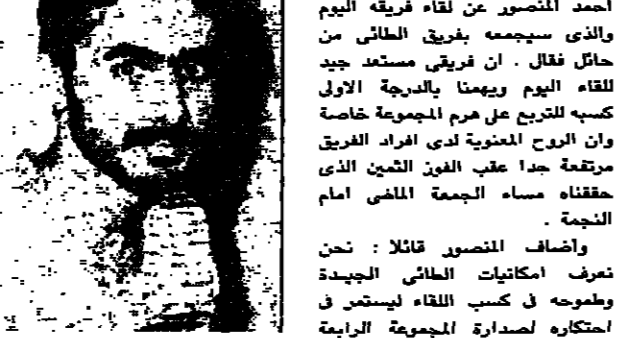 احمد المنصور عن لقاء فريقه اليوم
والذى سيجمعه بفريق الطائى من
حائل فقال . ان فريقي مستعد جيد
للقاء اليوم ويهمنا بالدرجة الاولى
كسبه للتربع على هرم المجموعة خاصة
وان الروح المعنوية لدى افراد الفريق
مرتفعة جدا عقب الفوز الثمين الذى
حققناه مساء الجمعة الماضى امام
النجمة .
واضاف المنصور قائلا : نحن
نعرف امكانيات الطائى الجيدة
وطموحه فى كسب اللقاء ليستمر فى
احتكاره لصدارة المجموعة الرابعة